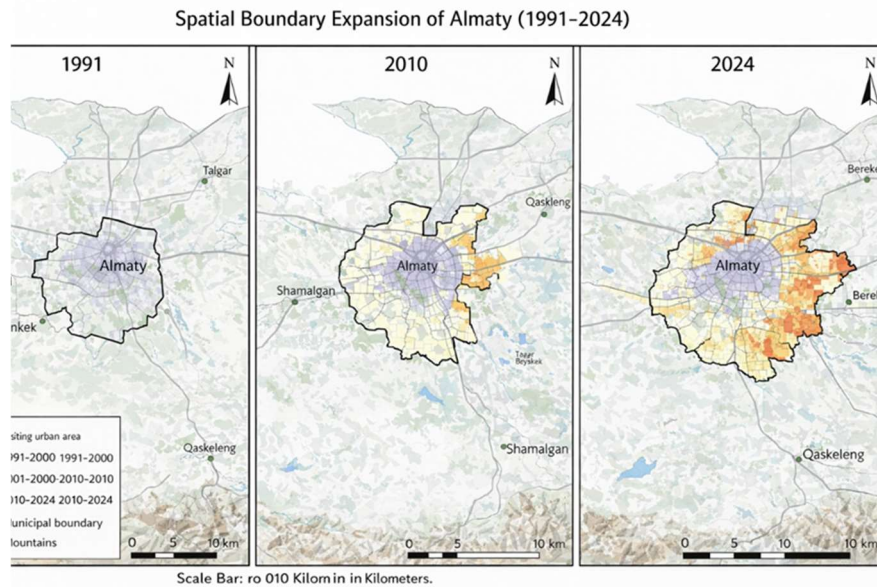 Spatial Boundary Expansion of Almaty (1991–2024)
1991
N
Talgar
Almaty
nkek
Qaskeleng
siting urban area
991–2000 1991–2000
001–2000 2010–2010
010–2024 2010–2024
unicipal boundary
ountains
0 5 10 km
2010
N
Qaskleng
Almaty
Shamalgan
Shamalgan
0 5 10 km
2024
N
Bereke
Almaty
Berel
Qaskeleng
0 5 10 10 km
Scale Bar: ro 010 Kilom in in Kilometers.